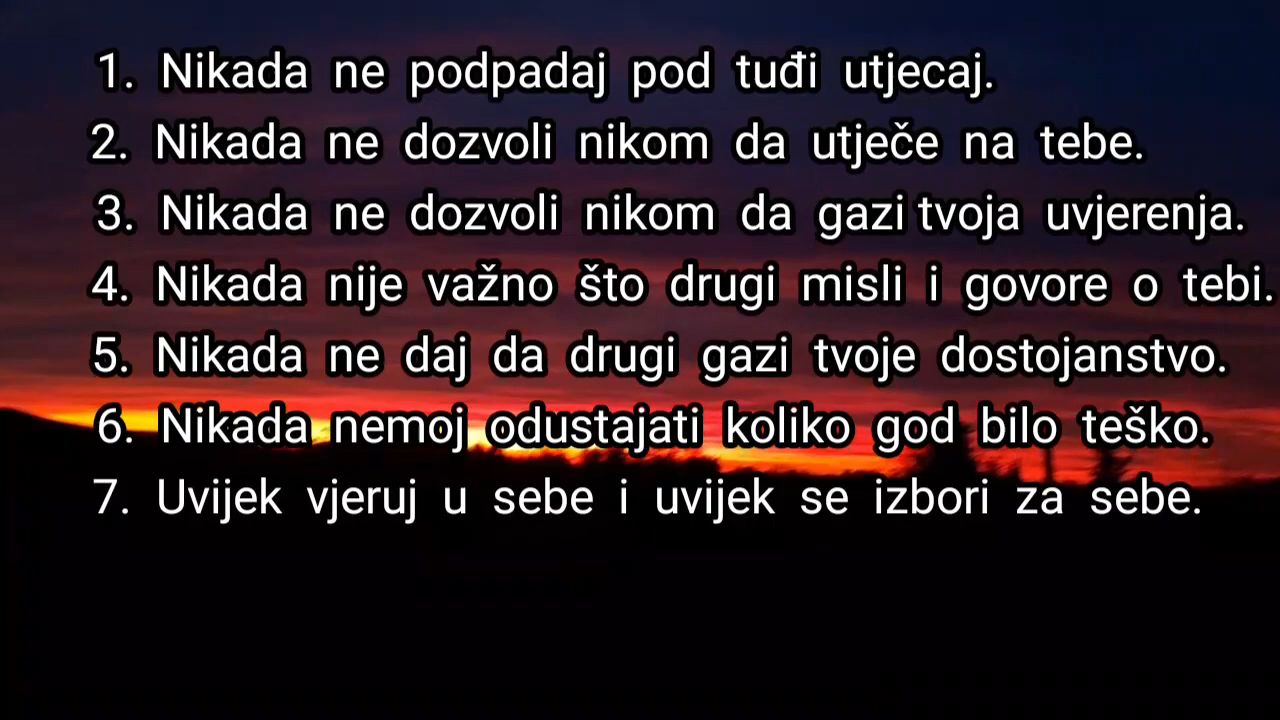 1. Nikada ne podpadaj pod tuđi utjecaj.
2. Nikada ne dozvoli nikom da utječe na tebe.
3. Nikada ne dozvoli nikom da gazi tvoja uvjerenja.
4. Nikada nije važno što drugi misli i govore o tebi.
5. Nikada ne daj da drugi gazi tvoje dostojanstvo.
6. Nikada nemoj odustajati koliko god bilo teško.
7. Uvijek vjeruj u sebe i uvijek se izbori za sebe.